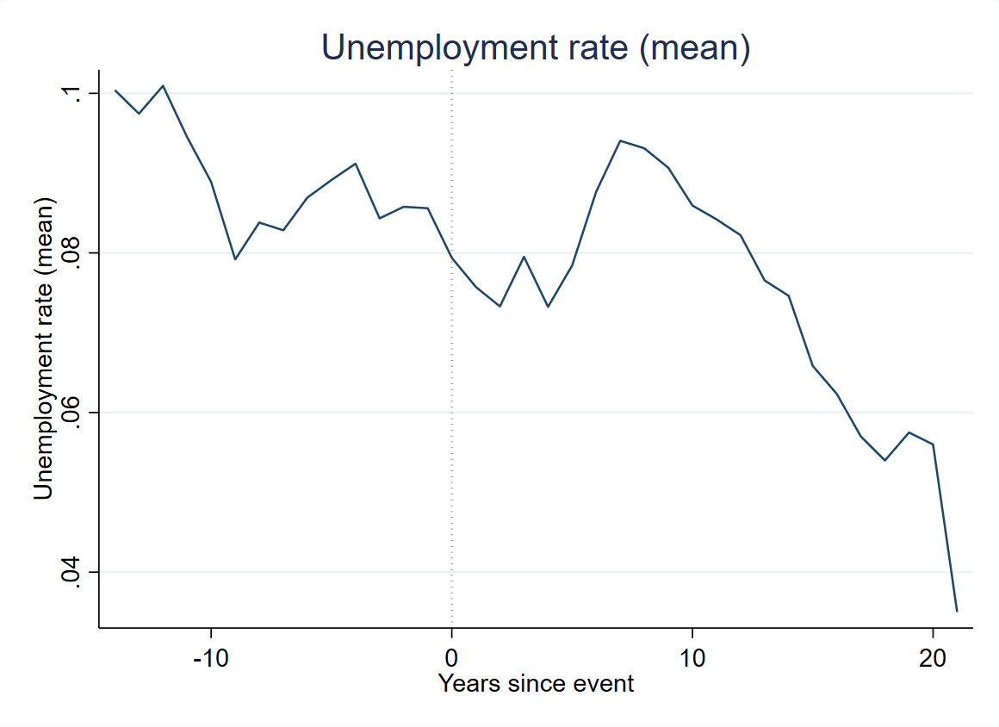 Unemployment rate (mean)
Unemployment rate (mean)
.1
.08
.06
.04
-10 0 10 20
Years since event